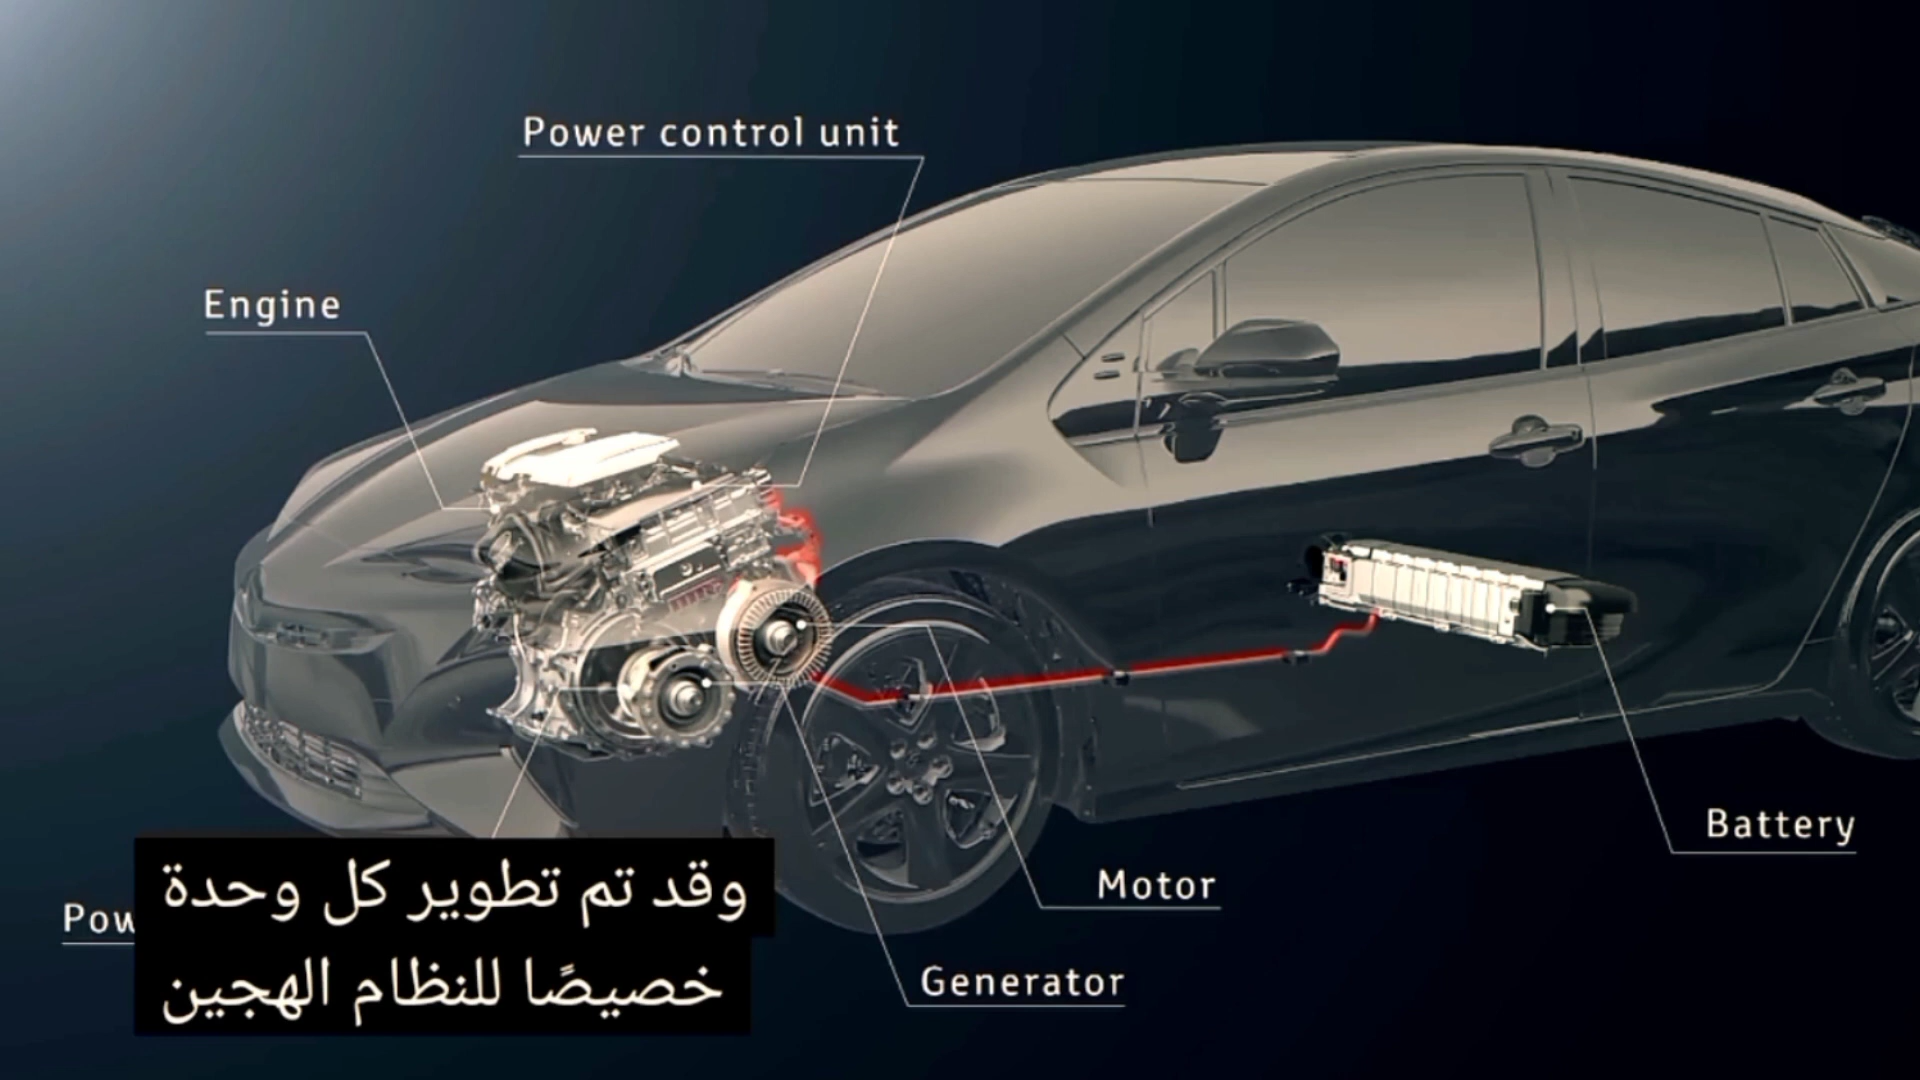 Power control unit
Engine
Battery
Motor
وقد تم تطوير كل وحدة
خصيصًا للنظام الهجين
Generator